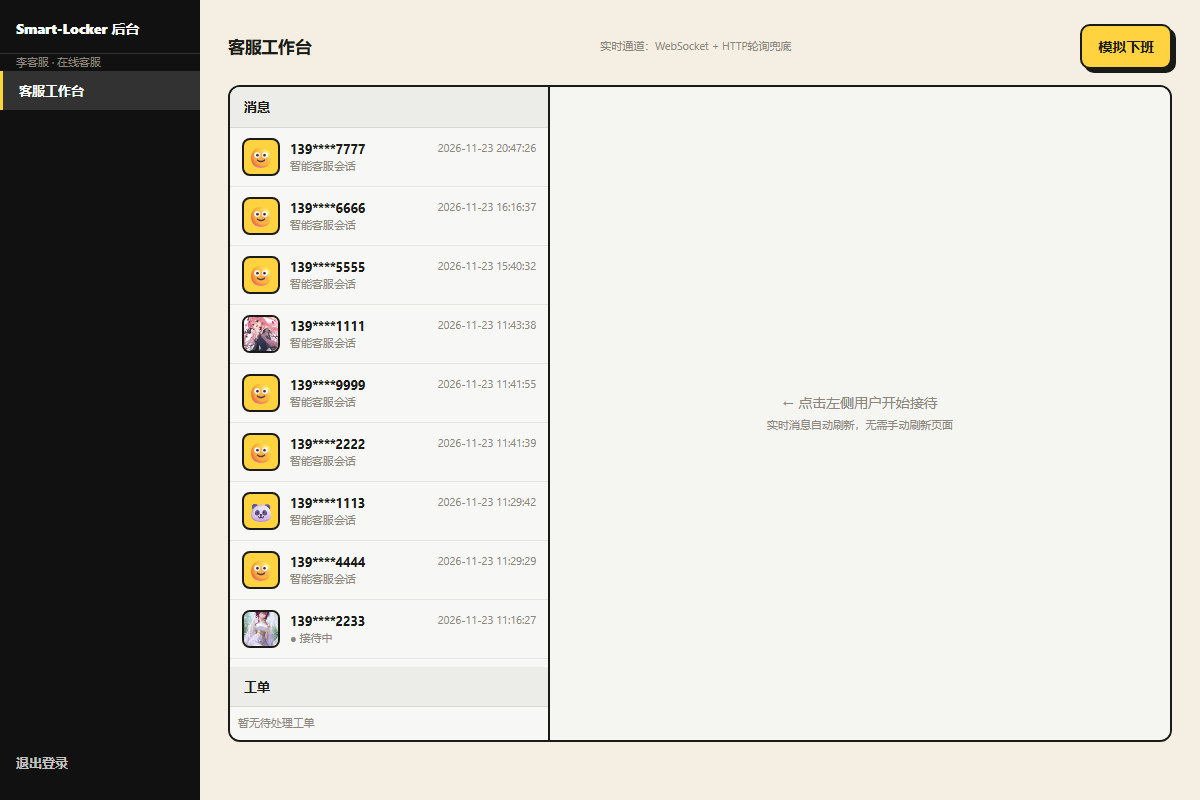 Smart-Locker 后台
李客服 · 在线客服
客服工作台
退出登录
客服工作台
实时通道：WebSocket + HTTP轮询兜底
模拟下班
消息
139****7777 2026-11-23 20:47:26
智能客服会话
139****6666 2026-11-23 16:16:37
智能客服会话
139****5555 2026-11-23 15:40:32
智能客服会话
139****1111 2026-11-23 11:43:38
智能客服会话
139****9999 2026-11-23 11:41:55
智能客服会话
139****2222 2026-11-23 11:41:39
智能客服会话
139****1113 2026-11-23 11:29:42
智能客服会话
139****4444 2026-11-23 11:29:29
智能客服会话
139****2233 2026-11-23 11:16:27
● 接待中
工单
暂无待处理工单
← 点击左侧用户开始接待
实时消息自动刷新，无需手动刷新页面